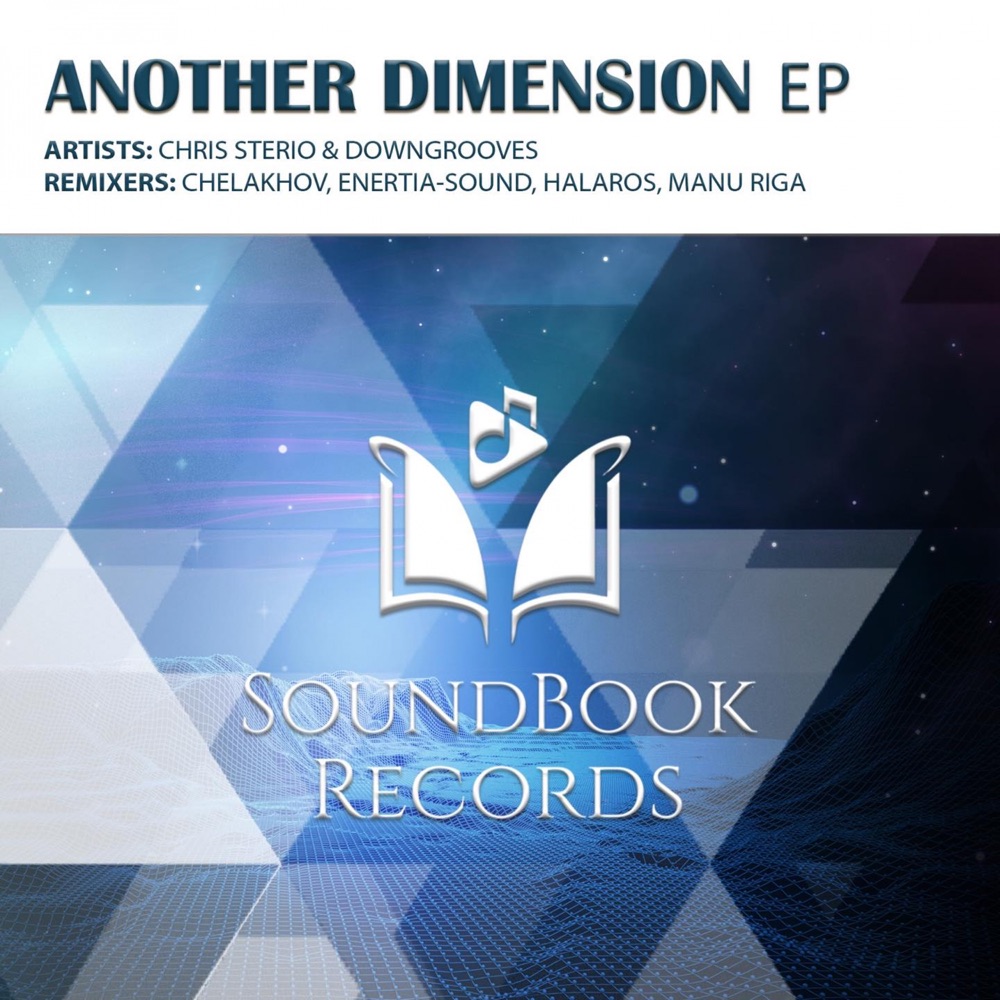 ANOTHER DIMENSION EP
ARTISTS: CHRIS STERIO & DOWNGROOVES
REMIXERS: CHELAKHOV, ENERTIA-SOUND, HALAROS, MANU RIGA
SOUNDBOOK
RECORDS